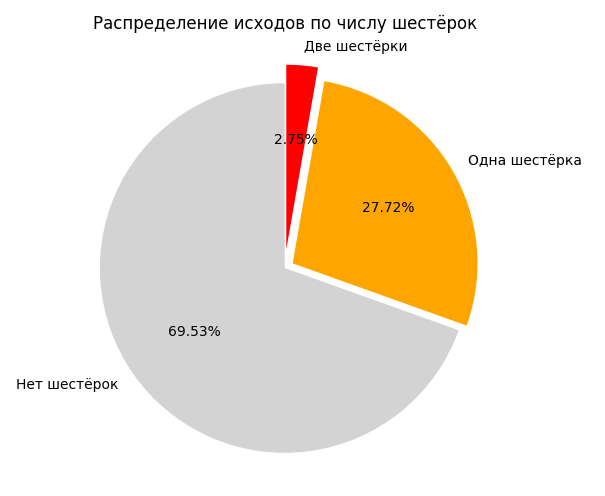 Распределение исходов по числу шестёрок
Две шестёрки
2.75%
Одна шестёрка
27.72%
69.53%
Нет шестёрок